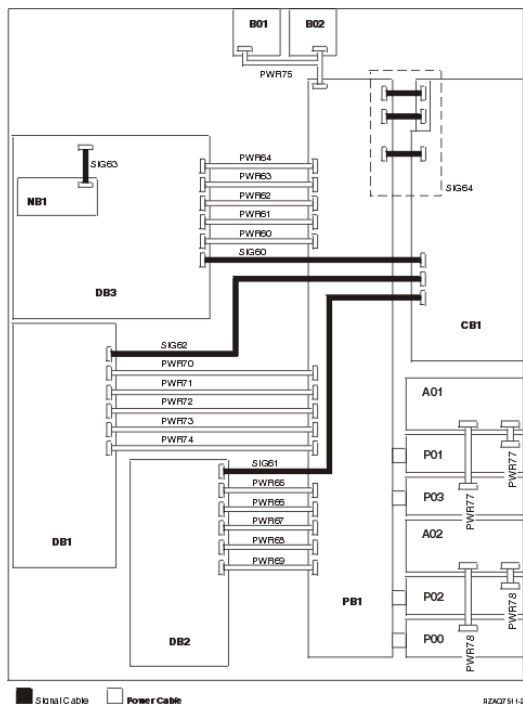 B01 B02
PWR75
SIG63
NB1
DB3
PWR64
PWR63
PWR62
PWR61
PWR60
SIG60
SIG64
CB1
SIG62
PWR70
PWR71
PWR72
PWR73
PWR74
DB1
SIG61
PWR65
PWR66
PWR67
PWR68
PWR69
DB2
PB1
A01
P01
PWR77
P03
PWR77
A02
P02
PWR78
P00
PWR78
Signal Cable Power Cable